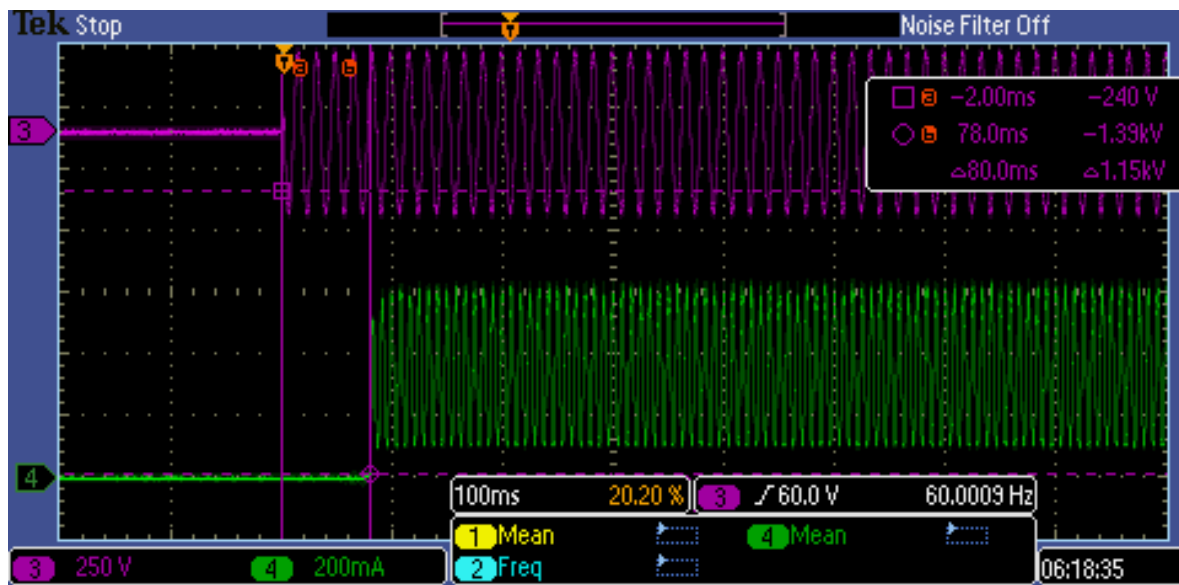 Tek Stop Noise Filter Off
a b
a -2.00ms -240 V
3
b 78.0ms -1.39kV
△80.0ms △1.15kV
4
100ms 20.20 % 3 60.0 V 60.0009 Hz
1 Mean 4 Mean
3 250 V 4 200mA 2 Freq 06:18:35